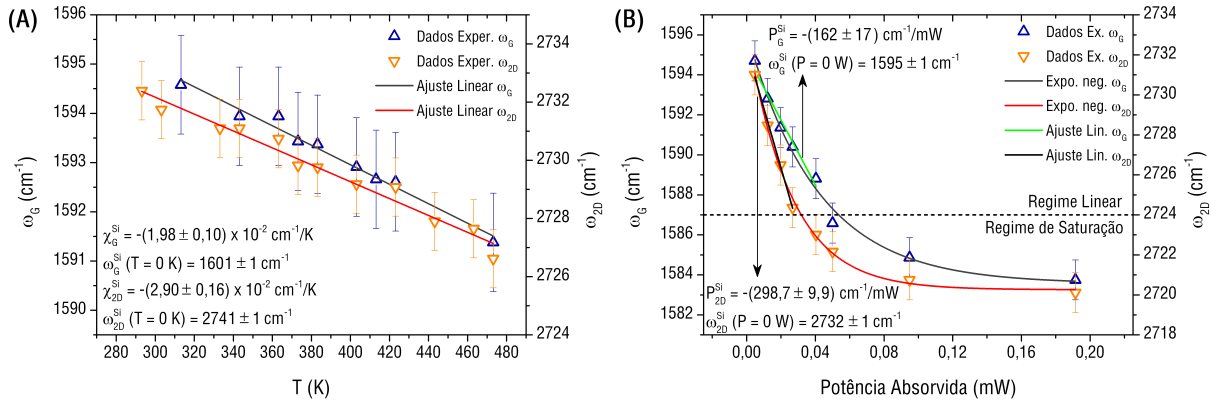 (A)
1596
1595
1594
1593
1592
1591
1590
ω_G (cm⁻¹)
2734
2732
2730
2728
2726
2724
ω_2D (cm⁻¹)
Dados Exper. ω_G
Dados Exper. ω_2D
Ajuste Linear ω_G
Ajuste Linear ω_2D
χ_G^Si = -(1,98 ± 0,10) x 10⁻² cm⁻¹/K
ω_G^Si (T = 0 K) = 1601 ± 1 cm⁻¹
χ_2D^Si = -(2,90 ± 0,16) x 10⁻² cm⁻¹/K
ω_2D^Si (T = 0 K) = 2741 ± 1 cm⁻¹
280 300 320 340 360 380 400 420 440 460 480
T (K)
(B)
1598
1596
1594
1592
1590
1588
1586
1584
1582
ω_G (cm⁻¹)
2734
2732
2730
2728
2726
2724
2722
2720
2718
ω_2D (cm⁻¹)
P_G^Si = -(162 ± 17) cm⁻¹/mW
ω_G^Si (P = 0 W) = 1595 ± 1 cm⁻¹
Dados Ex. ω_G
Dados Ex. ω_2D
Expo. neg. ω_G
Expo. neg. ω_2D
Ajuste Lin. ω_G
Ajuste Lin. ω_2D
Regime Linear
Regime de Saturação
P_2D^Si = -(298,7 ± 9,9) cm⁻¹/mW
ω_2D^Si (P = 0 W) = 2732 ± 1 cm⁻¹
0,00 0,04 0,08 0,12 0,16 0,20
Potência Absorvida (mW)